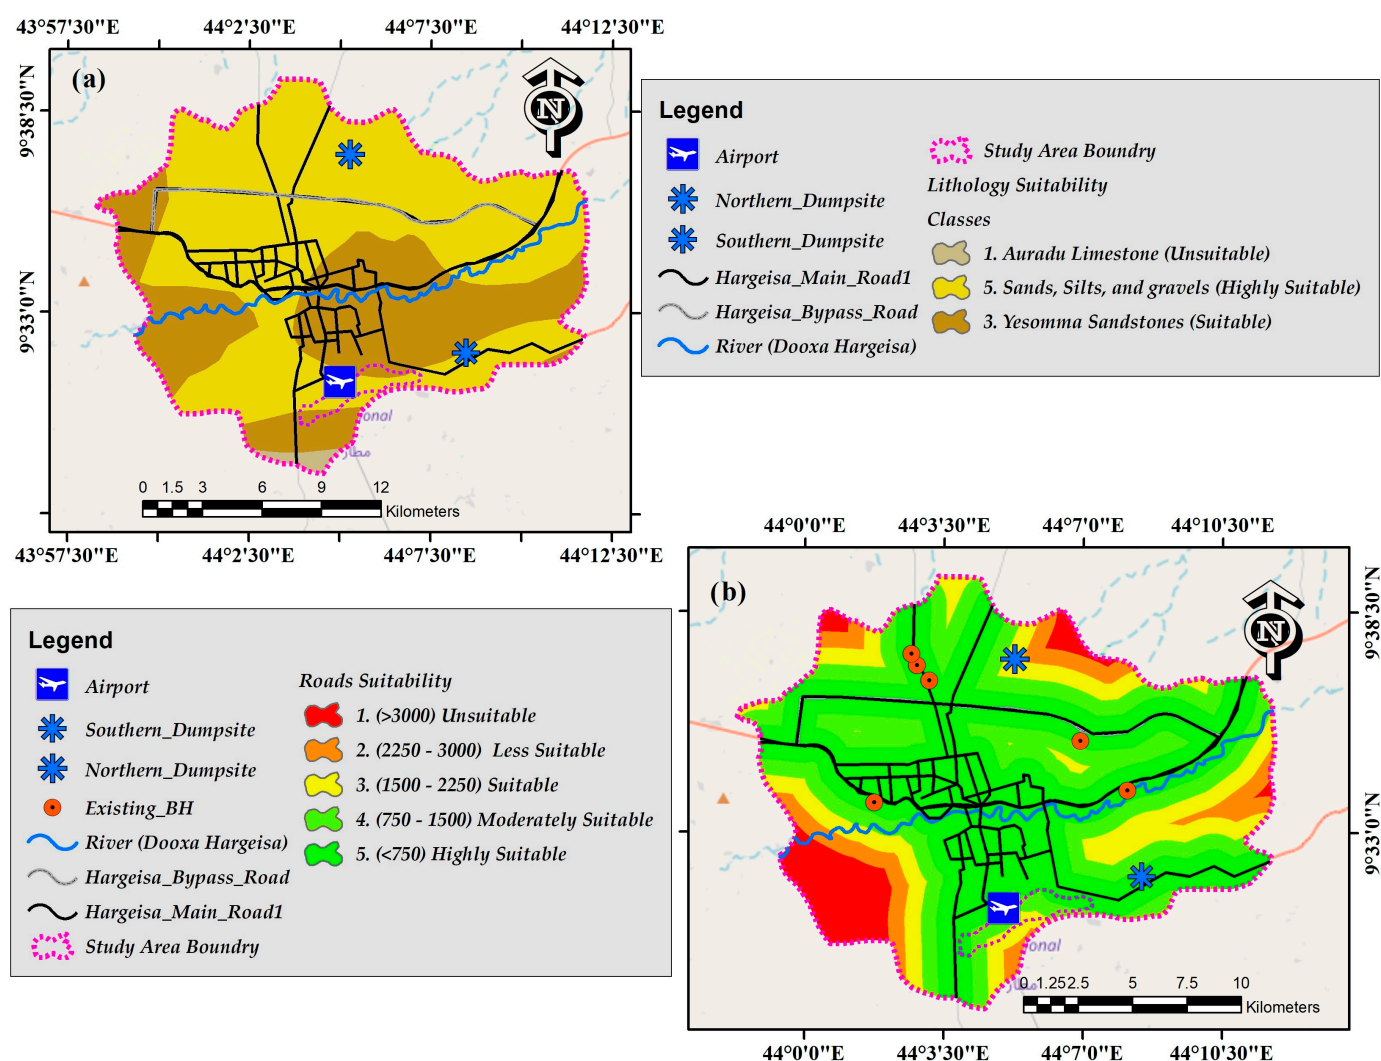 43°57'30"E 44°2'30"E 44°7'30"E 44°12'30"E
(a)
N
9°38'30"N
9°33'0"N
onal
مطار
0 1.5 3 6 9 12
Kilometers
43°57'30"E 44°2'30"E 44°7'30"E 44°12'30"E
Legend
Airport
Northern_Dumpsite
Southern_Dumpsite
Hargeisa_Main_Road1
Hargeisa_Bypass_Road
River (Dooxa Hargeisa)
Study Area Boundry
Lithology Suitability
Classes
1. Auradu Limestone (Unsuitable)
5. Sands, Silts, and gravels (Highly Suitable)
3. Yesomma Sandstones (Suitable)
Legend
Airport
Southern_Dumpsite
Northern_Dumpsite
Existing_BH
River (Dooxa Hargeisa)
Hargeisa_Bypass_Road
Hargeisa_Main_Road1
Study Area Boundry
Roads Suitability
1. (>3000) Unsuitable
2. (2250 - 3000) Less Suitable
3. (1500 - 2250) Suitable
4. (750 - 1500) Moderately Suitable
5. (<750) Highly Suitable
44°0'0"E 44°3'30"E 44°7'0"E 44°10'30"E
(b)
N
9°38'30"N
9°33'0"N
onal
مطار
0 1.25 2.5 5 7.5 10
Kilometers
44°0'0"E 44°3'30"E 44°7'0"E 44°10'30"E